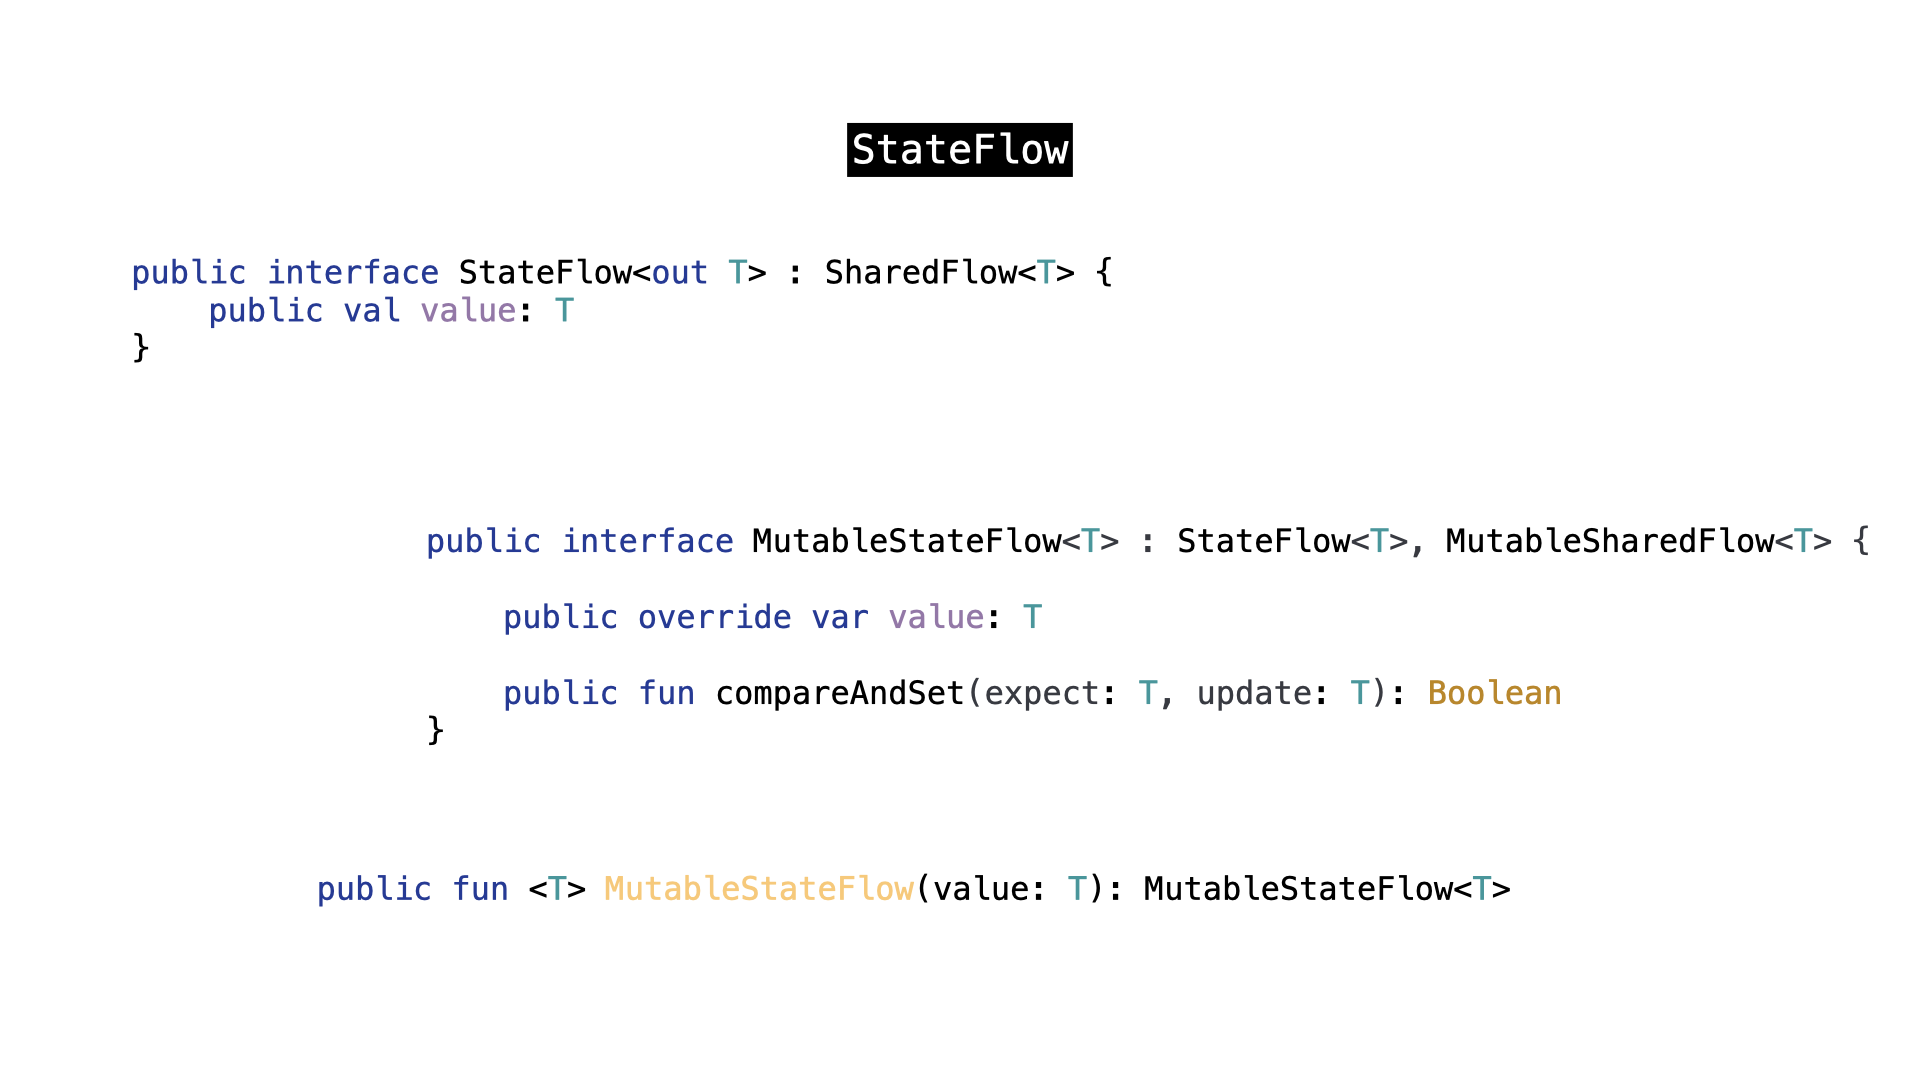 StateFlow
public interface StateFlow<out T> : SharedFlow<T> {
    public val value: T
}
public interface MutableStateFlow<T> : StateFlow<T>, MutableSharedFlow<T> {
    public override var value: T
    public fun compareAndSet(expect: T, update: T): Boolean
}
public fun <T> MutableStateFlow(value: T): MutableStateFlow<T>